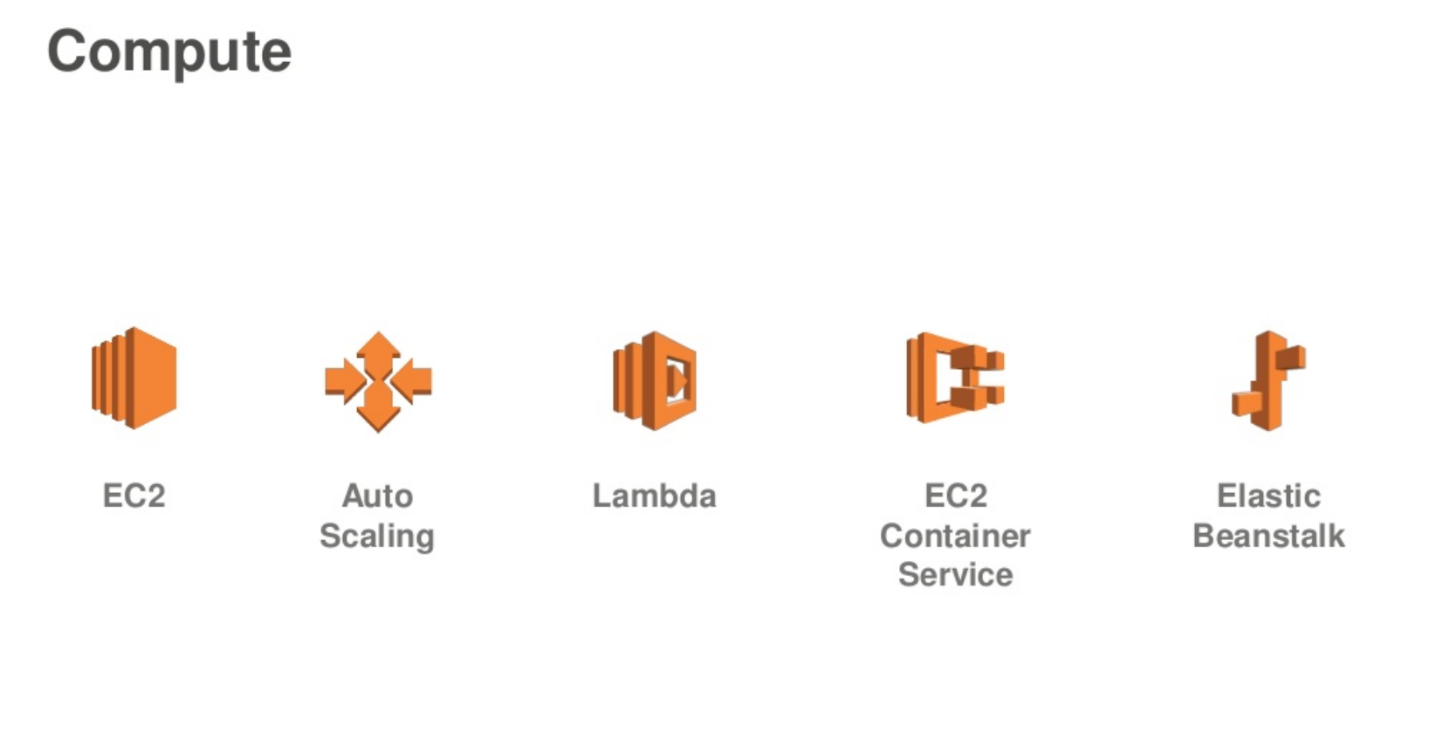 Compute
EC2
Auto
Scaling
Lambda
EC2
Container
Service
Elastic
Beanstalk